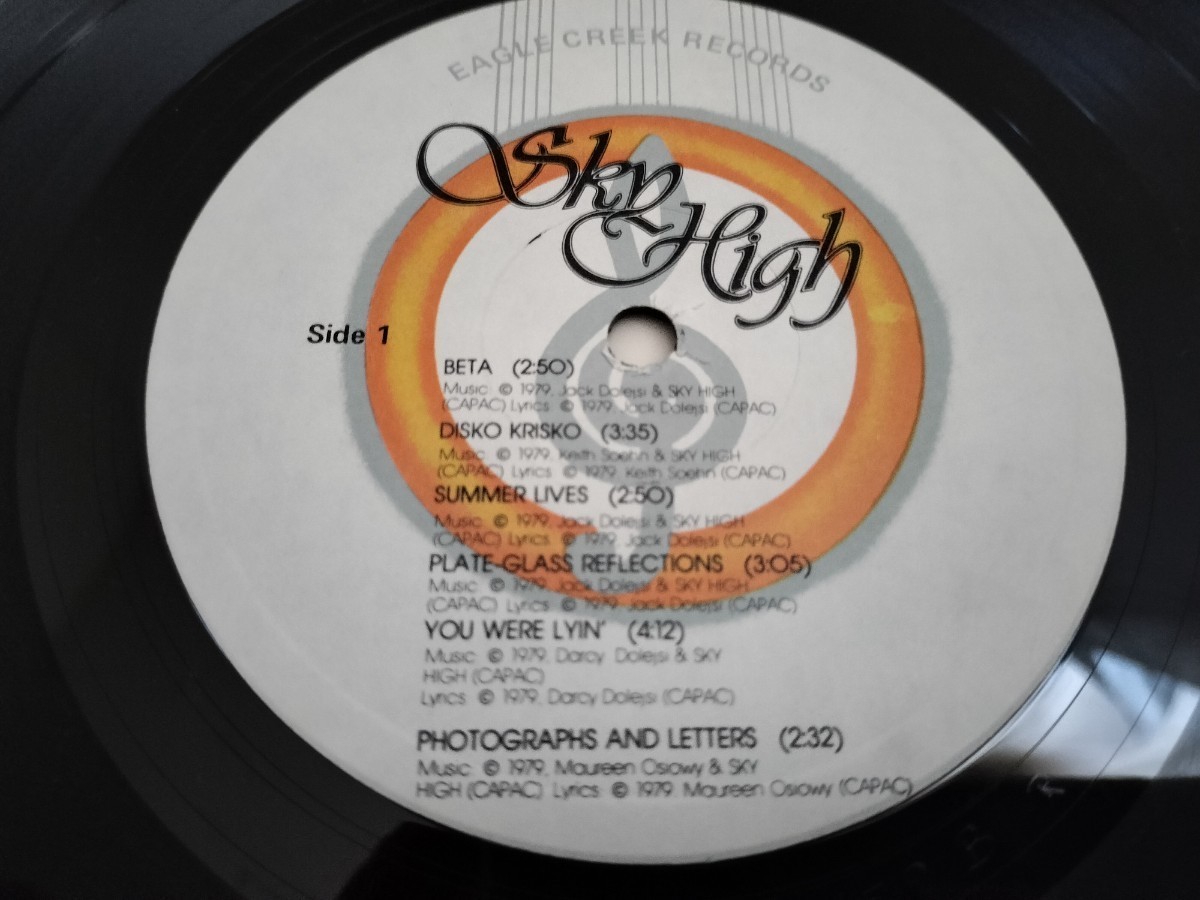 EAGLE CREEK RECORDS
Sky High
Side 1
BETA (2:50)
Music © 1979, Jack Dolejsi & SKY HIGH
(CAPAC) Lyrics © 1979, Jack Dolejsi (CAPAC)
DISKO KRISKO (3:35)
Music © 1979, Keith Soehn & SKY HIGH
(CAPAC) Lyrics © 1979, Keith Soehn (CAPAC)
SUMMER LIVES (2:50)
Music © 1979, Jack Dolejsi & SKY HIGH
(CAPAC) Lyrics © 1979, Jack Dolejsi (CAPAC)
PLATE-GLASS REFLECTIONS (3:05)
Music © 1979, Jack Dolejsi & SKY HIGH
(CAPAC) Lyrics © 1979, Jack Dolejsi (CAPAC)
YOU WERE LYIN' (4:12)
Music © 1979, Darcy Dolejsi & SKY
HIGH (CAPAC)
Lyrics © 1979, Darcy Dolejsi (CAPAC)
PHOTOGRAPHS AND LETTERS (2:32)
Music © 1979, Maureen Osiowy & SKY
HIGH (CAPAC) Lyrics © 1979, Maureen Osiowy (CAPAC)